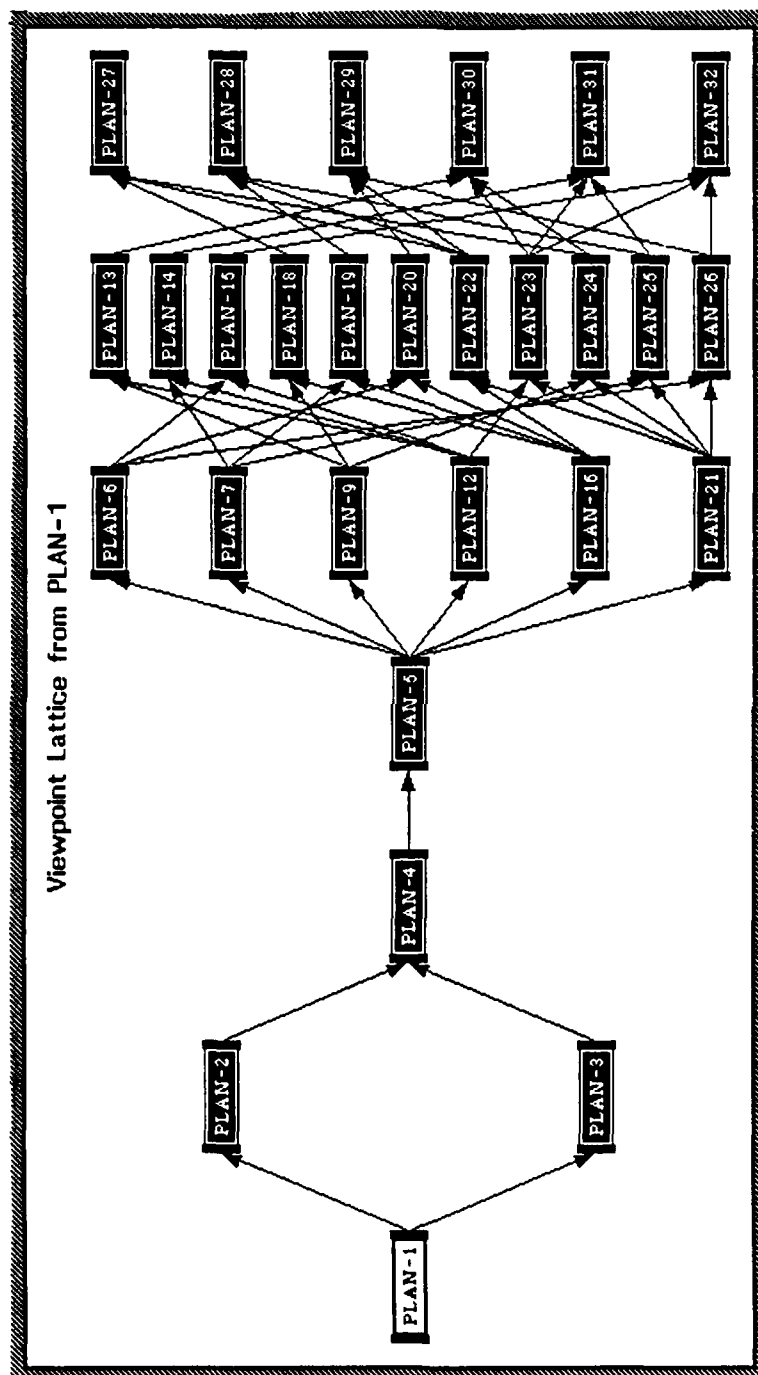 Viewpoint Lattice from PLAN-1
PLAN-1
PLAN-2
PLAN-3
PLAN-4
PLAN-5
PLAN-6
PLAN-7
PLAN-9
PLAN-12
PLAN-16
PLAN-21
PLAN-13
PLAN-14
PLAN-15
PLAN-18
PLAN-19
PLAN-20
PLAN-22
PLAN-23
PLAN-24
PLAN-25
PLAN-26
PLAN-27
PLAN-28
PLAN-29
PLAN-30
PLAN-31
PLAN-32